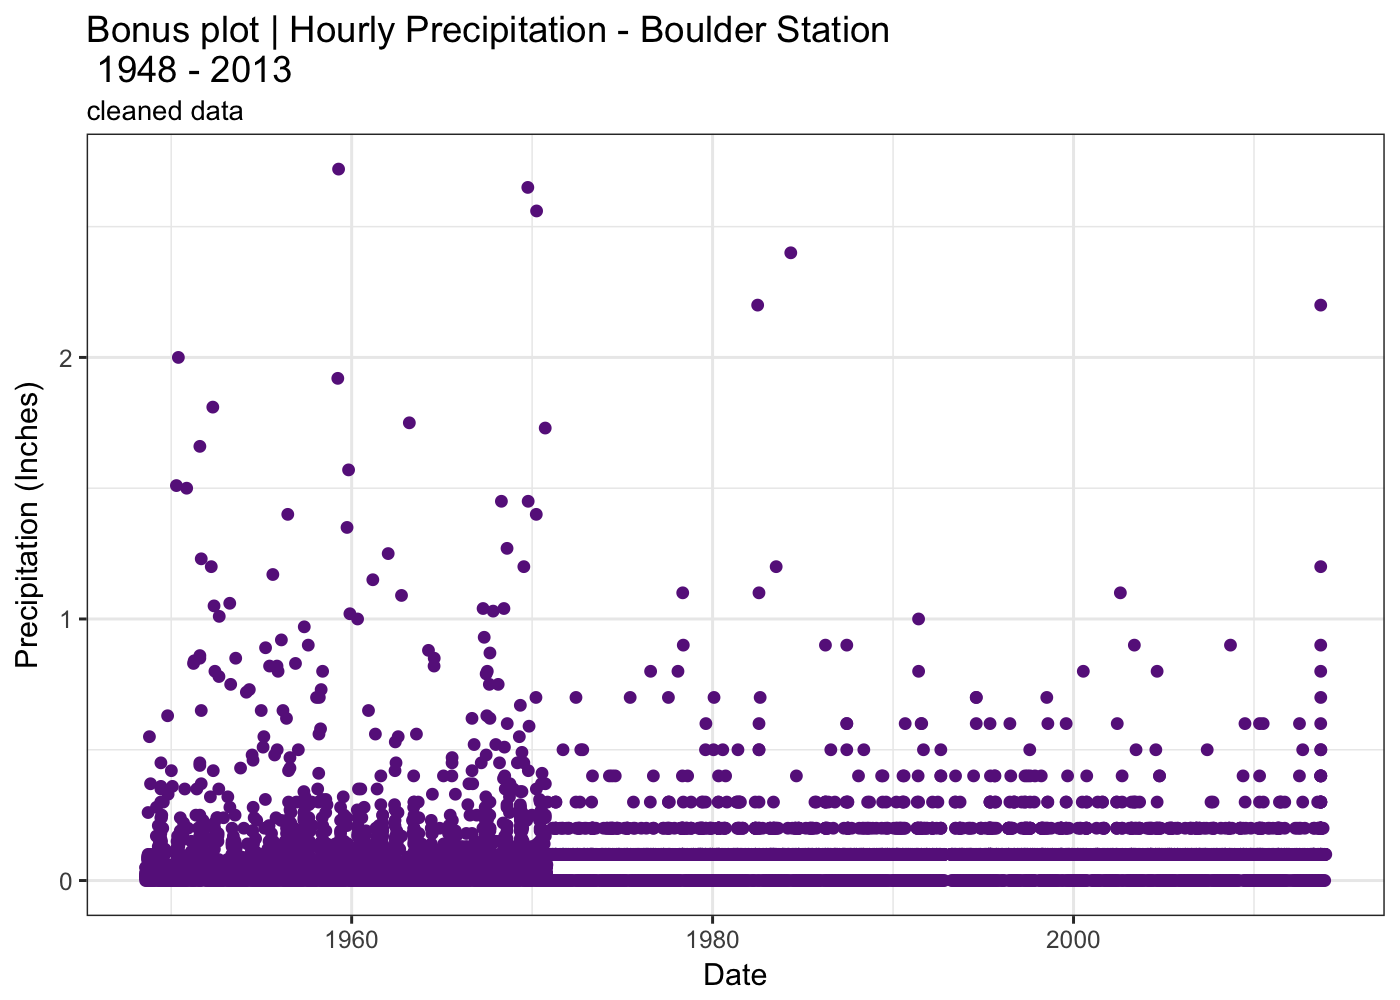 Bonus plot | Hourly Precipitation - Boulder Station
1948 - 2013
cleaned data
Precipitation (Inches)
2
1
0
1960
1980
2000
Date